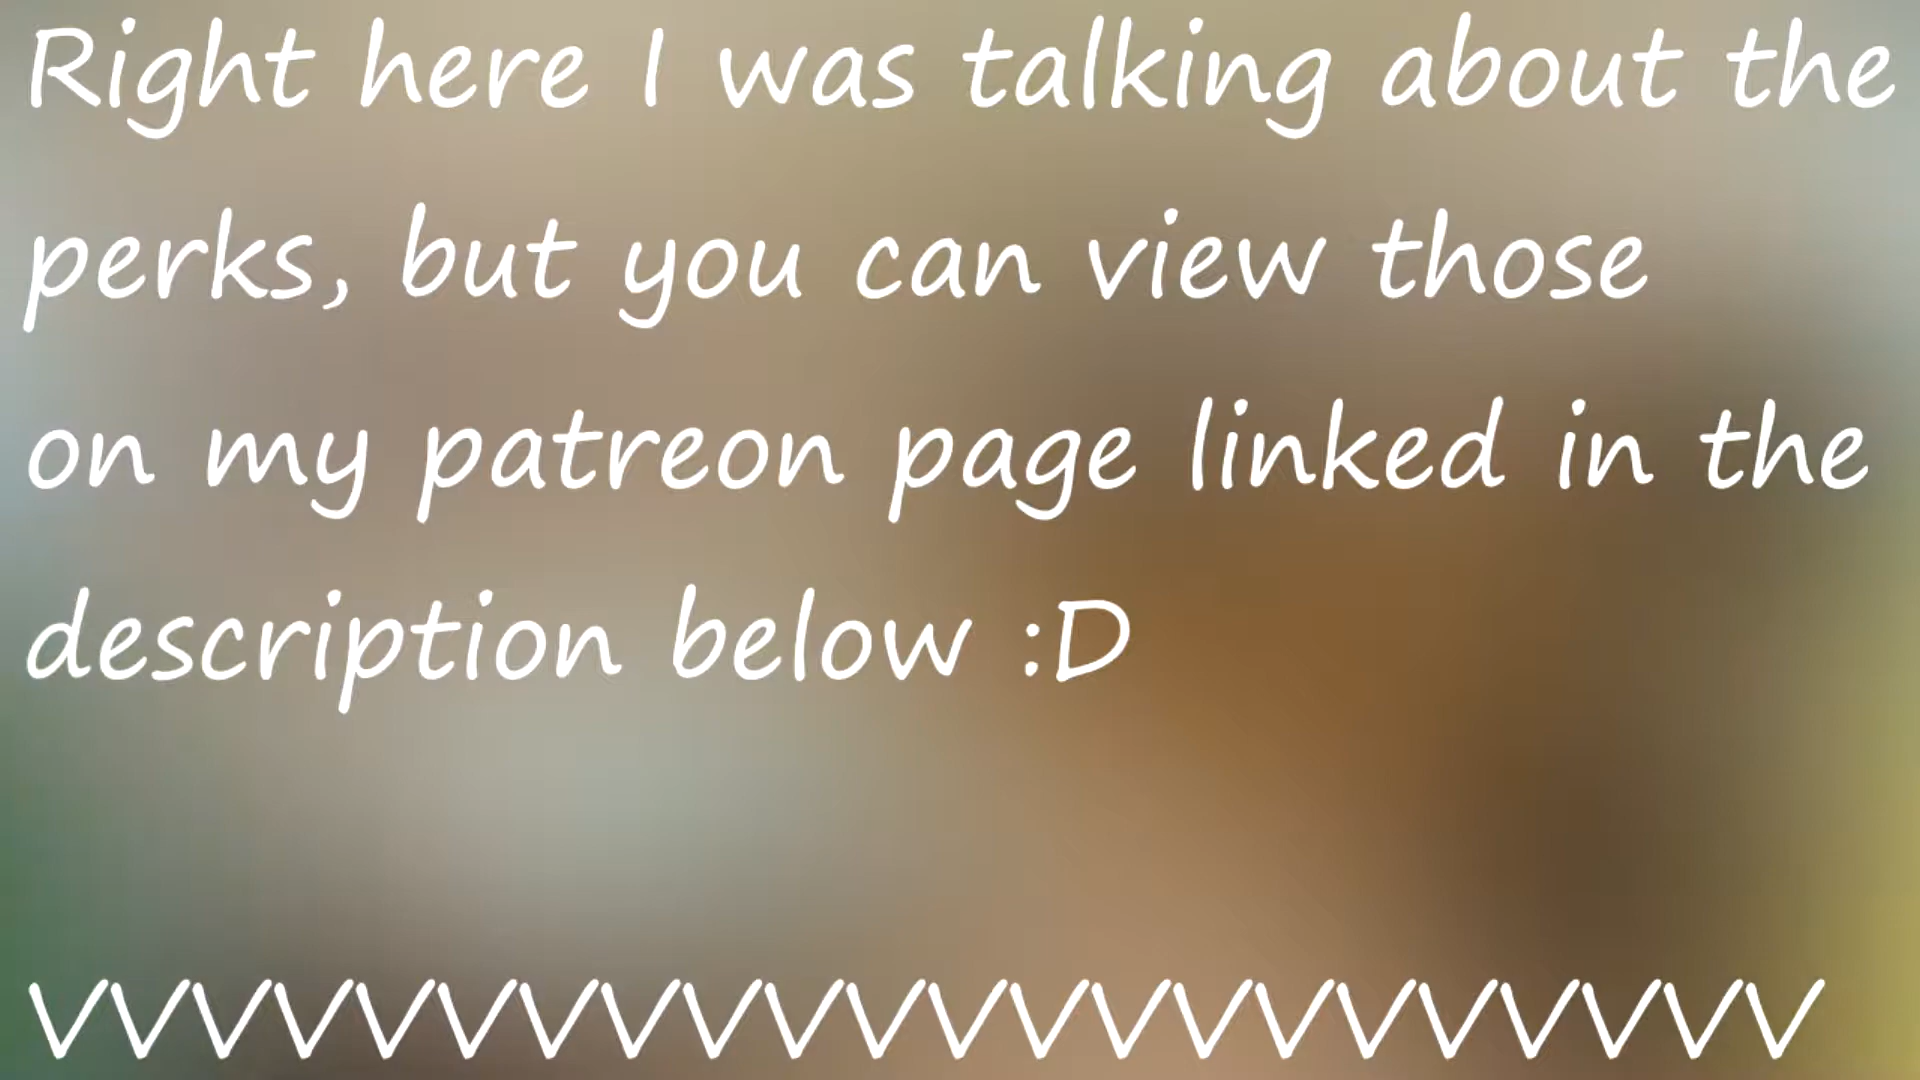 Right here I was talking about the
perks, but you can view those
on my patreon page linked in the
description below :D
VVVVVVVVVVVVVVVVVVVVVV